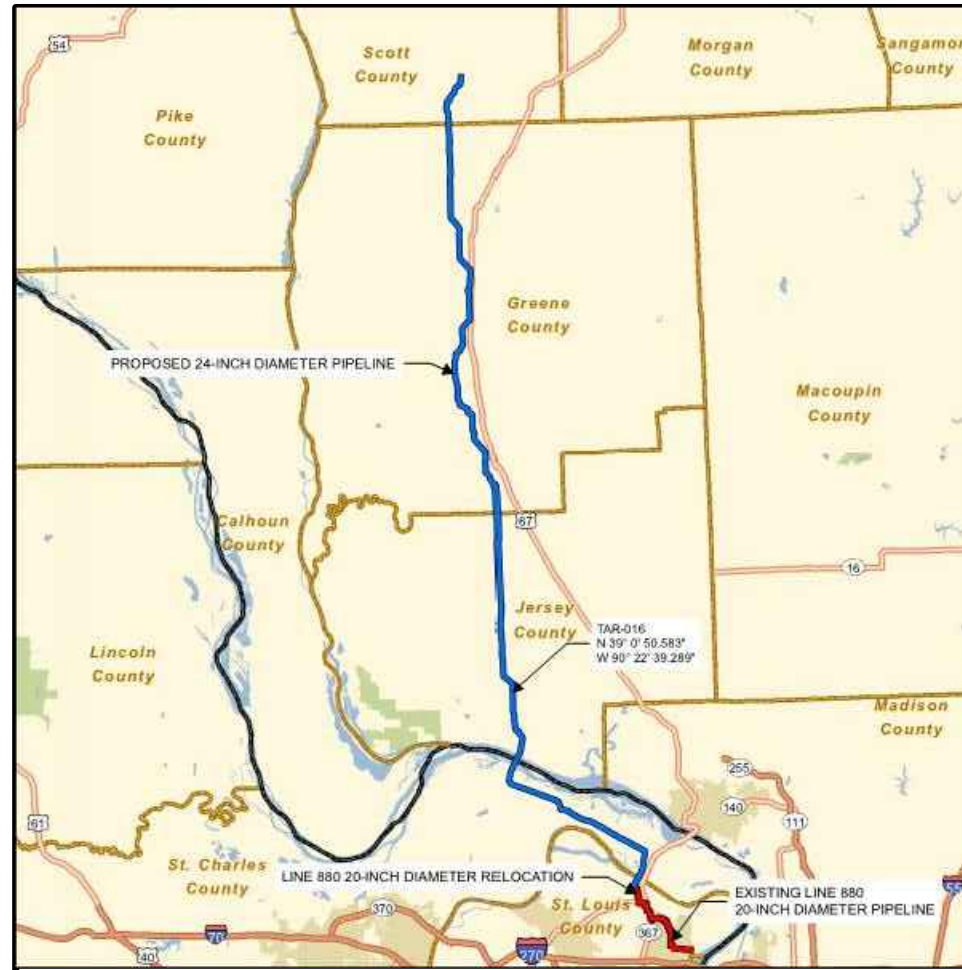 54
Scott
County
Morgan
County
Sangamon
County
Pike
County
Greene
County
PROPOSED 24-INCH DIAMETER PIPELINE
Macoupin
County
Calhoun
County
67
16
Jersey
County
TAR-016
N 39° 0' 50.583"
W 90° 22' 39.289"
Lincoln
County
Madison
County
255
140
111
61
St. Charles
County
LINE 880 20-INCH DIAMETER RELOCATION
EXISTING LINE 880
20-INCH DIAMETER PIPELINE
St. Louis
County
55
370
367
70
40
270